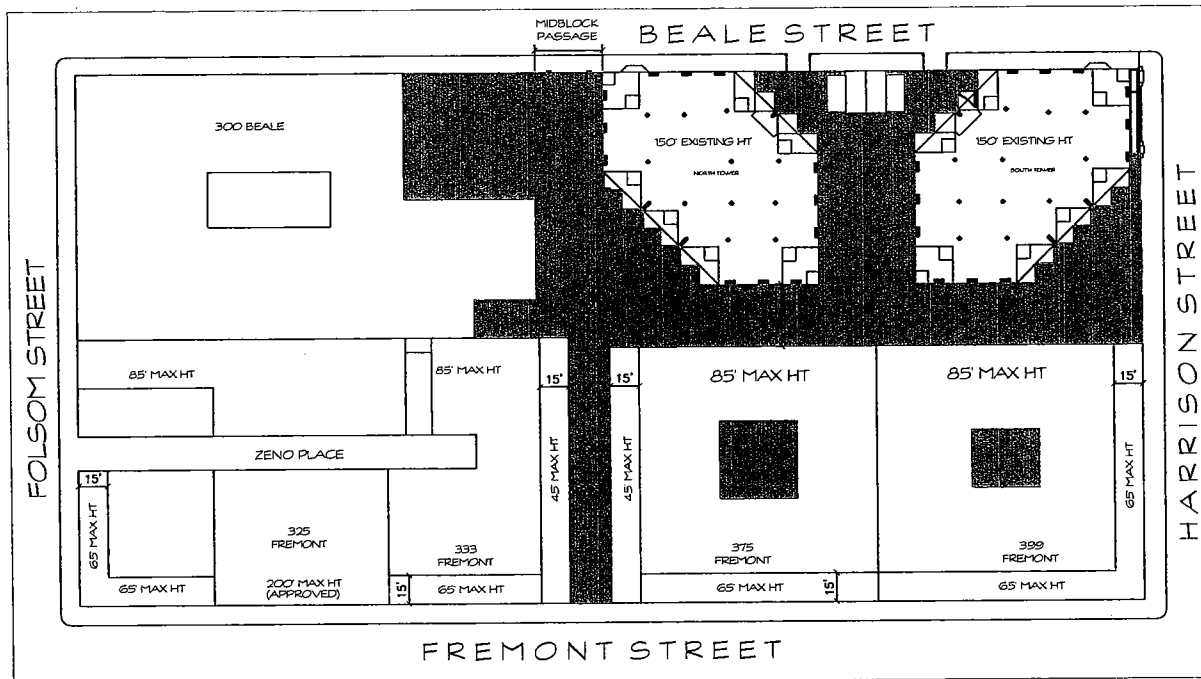 MIDBLOCK
PASSAGE
BEALE STREET
300 BEALE
150' EXISTING HT
NORTH TOWER
150' EXISTING HT
SOUTH TOWER
FOLSOM STREET
HARRISON STREET
85' MAX HT
85' MAX HT
15'
15'
85' MAX HT
85' MAX HT
15'
ZENO PLACE
45' MAX HT
45' MAX HT
65' MAX HT
15'
65' MAX HT
325
FREMONT
333
FREMONT
375
FREMONT
399
FREMONT
65' MAX HT
200' MAX HT
(APPROVED)
15'
65' MAX HT
65' MAX HT
15'
65' MAX HT
FREMONT STREET